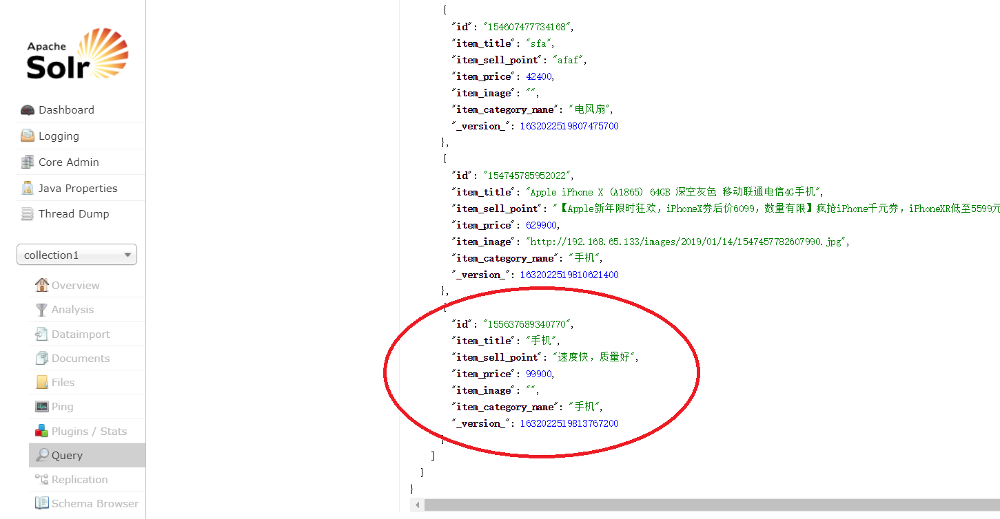 Apache
Solr
Dashboard
Logging
Core Admin
Java Properties
Thread Dump
collection1
Overview
Analysis
Dataimport
Documents
Files
Ping
Plugins / Stats
Query
Replication
Schema Browser
{
"id": "154607477734168",
"item_title": "sfa",
"item_sell_point": "afaf",
"item_price": 42400,
"item_image": "",
"item_category_name": "电风扇",
"_version_": 1632022519807475700
},
{
"id": "154745785952022",
"item_title": "Apple iPhone X (A1865) 64GB 深空灰色 移动联通电信4G手机",
"item_sell_point": "【Apple新年限时狂欢，iPhoneX券后价6099，数量有限】疯抢iPhone千元券，iPhoneXR低至5599元
"item_price": 629900,
"item_image": "http://192.168.65.133/images/2019/01/14/1547457782607990.jpg",
"item_category_name": "手机",
"_version_": 1632022519810621400
},
{
"id": "155637689340770",
"item_title": "手机",
"item_sell_point": "速度快，质量好",
"item_price": 99900,
"item_image": "",
"item_category_name": "手机",
"_version_": 1632022519813767200
}
]
}
}